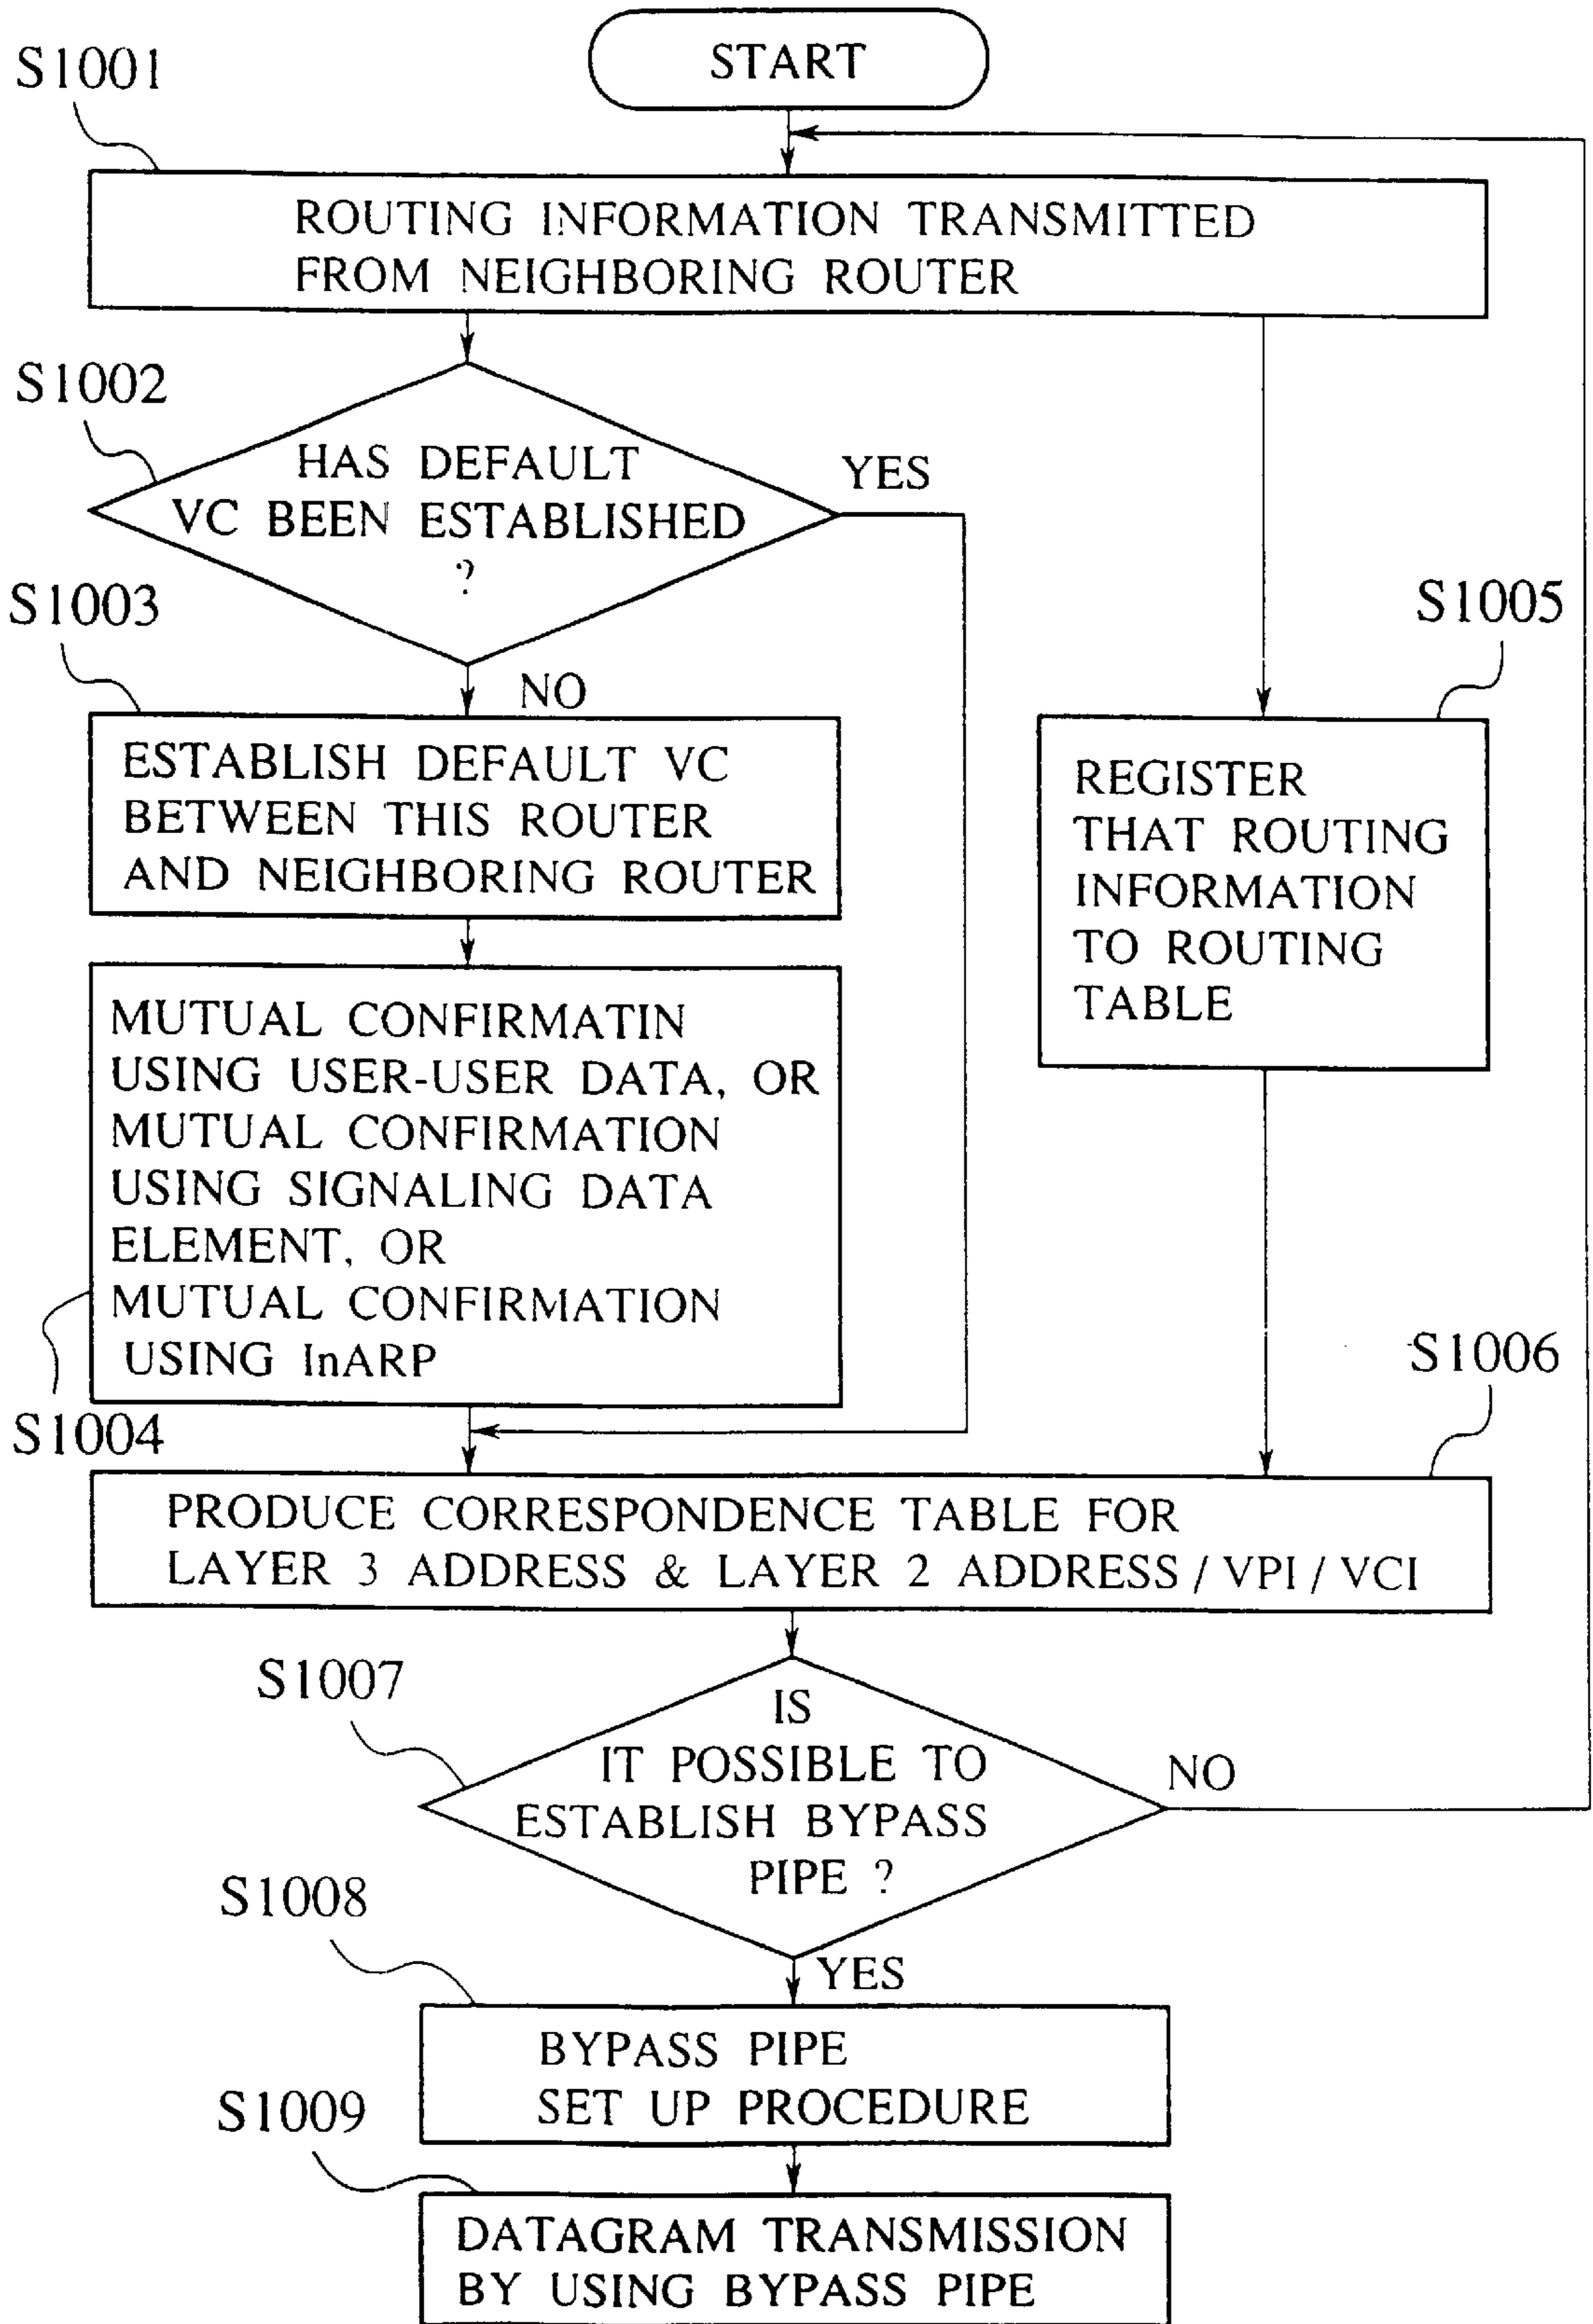 START
S1001
ROUTING INFORMATION TRANSMITTED
FROM NEIGHBORING ROUTER
S1002
HAS DEFAULT
VC BEEN ESTABLISHED
?
YES
S1003
NO
ESTABLISH DEFAULT VC
BETWEEN THIS ROUTER
AND NEIGHBORING ROUTER
S1005
REGISTER
THAT ROUTING
INFORMATION
TO ROUTING
TABLE
MUTUAL CONFIRMATIN
USING USER-USER DATA, OR
MUTUAL CONFIRMATION
USING SIGNALING DATA
ELEMENT, OR
MUTUAL CONFIRMATION
USING InARP
S1004
S1006
PRODUCE CORRESPONDENCE TABLE FOR
LAYER 3 ADDRESS & LAYER 2 ADDRESS / VPI / VCI
S1007
IS
IT POSSIBLE TO
ESTABLISH BYPASS
PIPE ?
NO
YES
S1008
BYPASS PIPE
SET UP PROCEDURE
S1009
DATAGRAM TRANSMISSION
BY USING BYPASS PIPE